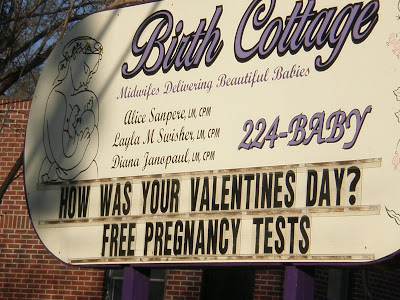 Birth Cottage
Midwifes Delivering Beautiful Babies
Alice Sanpere, LM, CPM
Layla M Swisher, LM, CPM
Diana Janopaul, LM, CPM
224-BABY
HOW WAS YOUR VALENTINES DAY?
FREE PREGNANCY TESTS